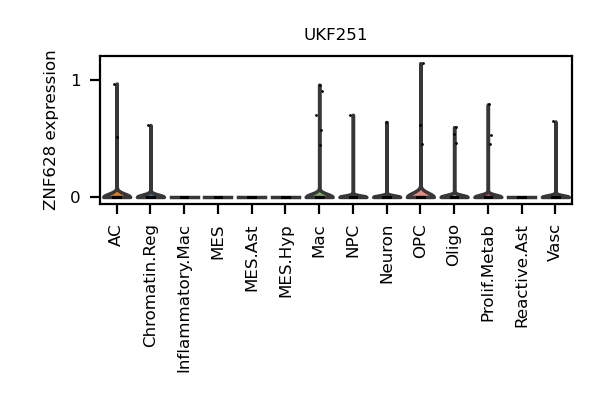 UKF251
ZNF628 expression
1
0
AC
Chromatin.Reg
Inflammatory.Mac
MES
MES.Ast
MES.Hyp
Mac
NPC
Neuron
OPC
Oligo
Prolif.Metab
Reactive.Ast
Vasc